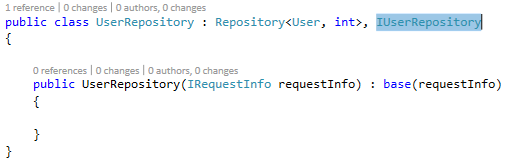 1 reference | 0 changes | 0 authors, 0 changes
public class UserRepository : Repository<User, int>, IUserRepository
{
0 references | 0 changes | 0 authors, 0 changes
public UserRepository(IRequestInfo requestInfo) : base(requestInfo)
{
}
}